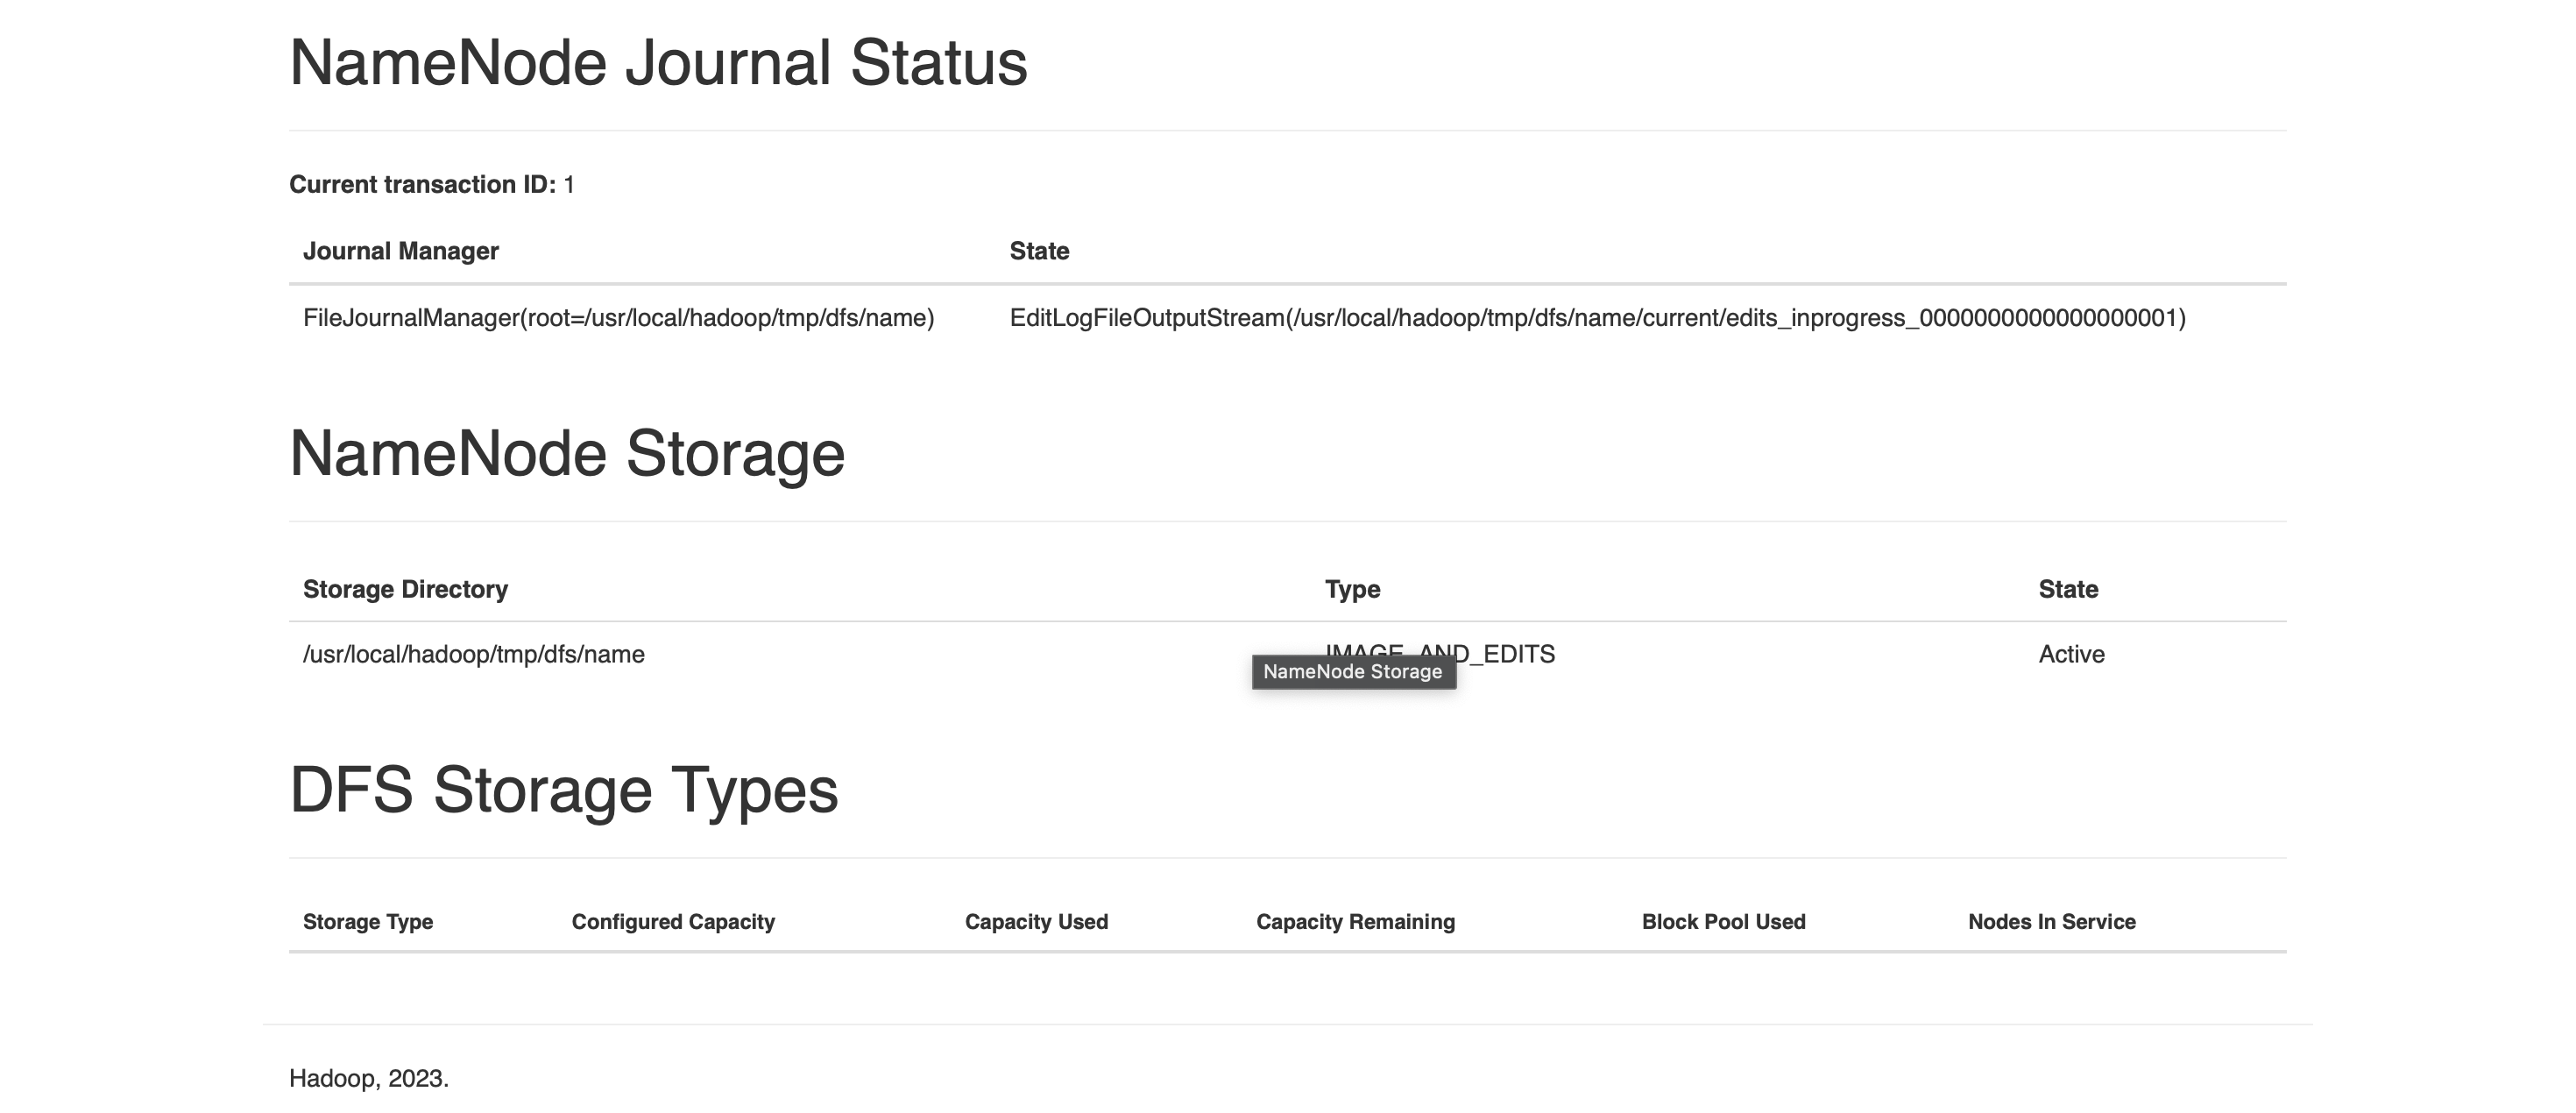 NameNode Journal Status
Current transaction ID: 1
Journal Manager State
FileJournalManager(root=/usr/local/hadoop/tmp/dfs/name) EditLogFileOutputStream(/usr/local/hadoop/tmp/dfs/name/current/edits_inprogress_0000000000000000001)
NameNode Storage
Storage Directory Type State
/usr/local/hadoop/tmp/dfs/name IMAGE_AND_EDITS Active
NameNode Storage
DFS Storage Types
Storage Type Configured Capacity Capacity Used Capacity Remaining Block Pool Used Nodes In Service
Hadoop, 2023.